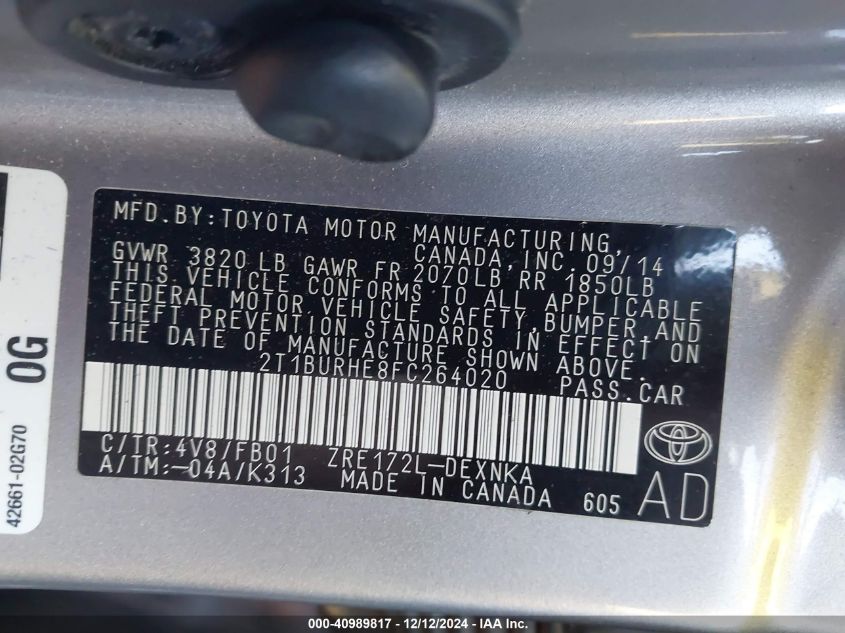 MFD.BY:TOYOTA MOTOR MANUFACTURING,
CANADA, INC. 09/14
GVWR 3820 LB GAWR FR 2070LB RR 1850LB
THIS VEHICLE CONFORMS TO ALL APPLICABLE
FEDERAL MOTOR VEHICLE SAFETY,BUMPER,AND
THEFT PREVENTION STANDARDS IN EFFECT ON
THE DATE OF MANUFACTURE SHOWN ABOVE.
2T1BURHE8FC264020 PASS.CAR
C/TR:4V8/FB01 ZRE172L-DEXNKA
A/TM:-04A/K313 MADE IN CANADA 605 AD
0G
42661-02G70
000-40989817 - 12/12/2024 - IAA Inc.